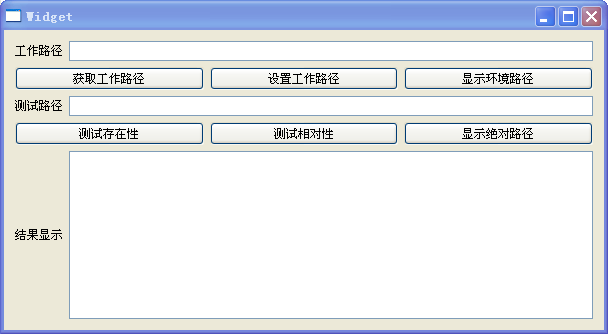 Widget
工作路径
获取工作路径 设置工作路径 显示环境路径
测试路径
测试存在性 测试相对性 显示绝对路径
结果显示